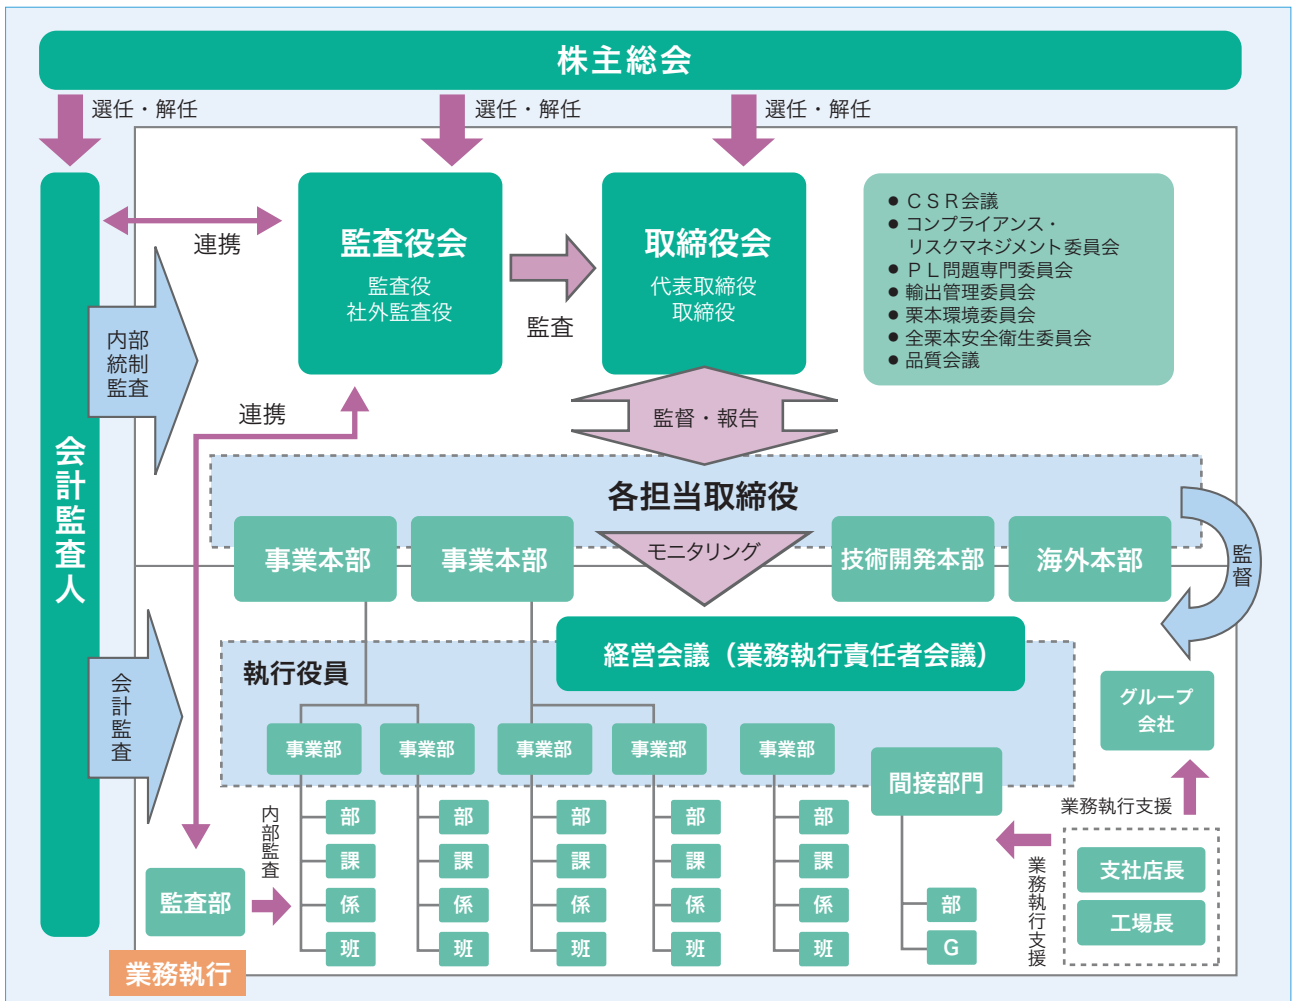 株主総会
選任・解任
選任・解任
選任・解任
会計監査人
連携
監査役会
監査役
社外監査役
監査
取締役会
代表取締役
取締役
● ＣＳＲ会議
● コンプライアンス・
リスクマネジメント委員会
● ＰＬ問題専門委員会
● 輸出管理委員会
● 栗本環境委員会
● 全栗本安全衛生委員会
● 品質会議
内部
統制
監査
連携
監督・報告
各担当取締役
事業本部
事業本部
モニタリング
技術開発本部
海外本部
監督
経営会議（業務執行責任者会議）
執行役員
会計監査
グループ
会社
事業部
事業部
事業部
事業部
事業部
間接部門
業務執行支援
内部監査
部
課
係
班
部
課
係
班
部
課
係
班
部
課
係
班
部
課
係
班
部
G
業務執行支援
支社店長
工場長
監査部
業務執行